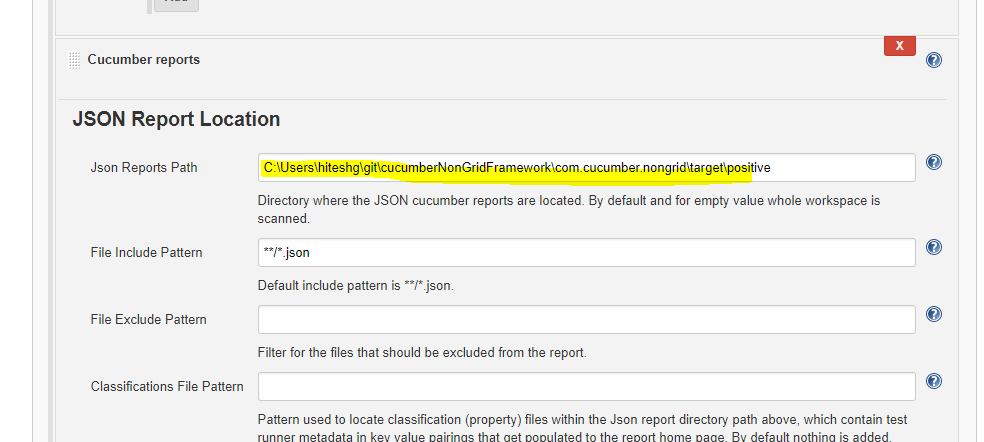 Add
Cucumber reports
X
JSON Report Location
Json Reports Path
C:\Users\hiteshg\git\cucumberNonGridFramework\com.cucumber.nongrid\target\positive
Directory where the JSON cucumber reports are located. By default and for empty value whole workspace is
scanned.
File Include Pattern
**/*.json
Default include pattern is **/*.json.
File Exclude Pattern
Filter for the files that should be excluded from the report.
Classifications File Pattern
Pattern used to locate classification (property) files within the Json report directory path above, which contain test
runner metadata in key value pairings that get populated to the report home page. By default nothing is added.